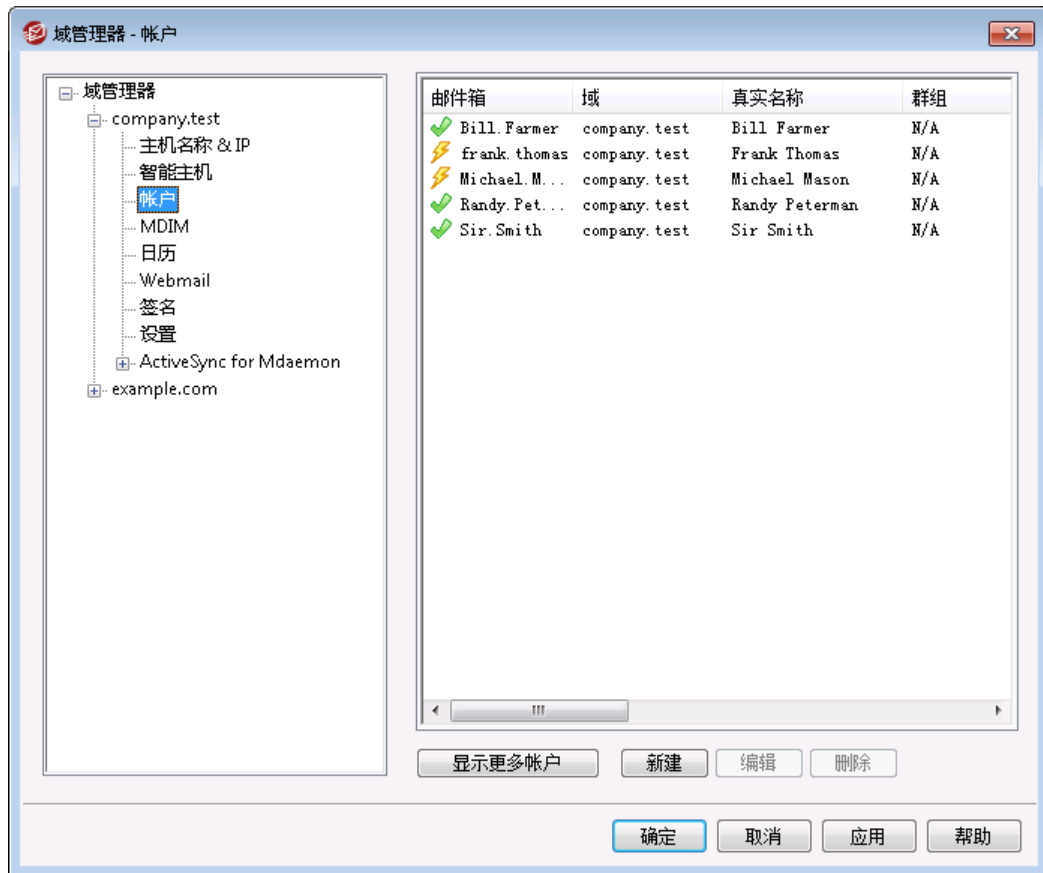 域管理器 - 帐户
域管理器
company.test
主机名称 & IP
智能主机
帐户
MDIM
日历
Webmail
签名
设置
ActiveSync for Mdaemon
example.com
邮件箱 域 真实名称 群组
Bill.Farmer company.test Bill Farmer N/A
frank.thomas company.test Frank Thomas N/A
Michael.M... company.test Michael Mason N/A
Randy.Pet... company.test Randy Peterman N/A
Sir.Smith company.test Sir Smith N/A
显示更多帐户 新建 编辑 删除
确定 取消 应用 帮助